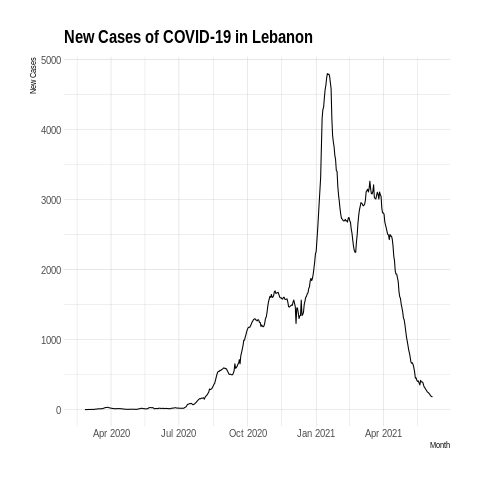 New Cases of COVID-19 in Lebanon
New Cases
5000
4000
3000
2000
1000
0
Apr 2020 Jul 2020 Oct 2020 Jan 2021 Apr 2021
Month